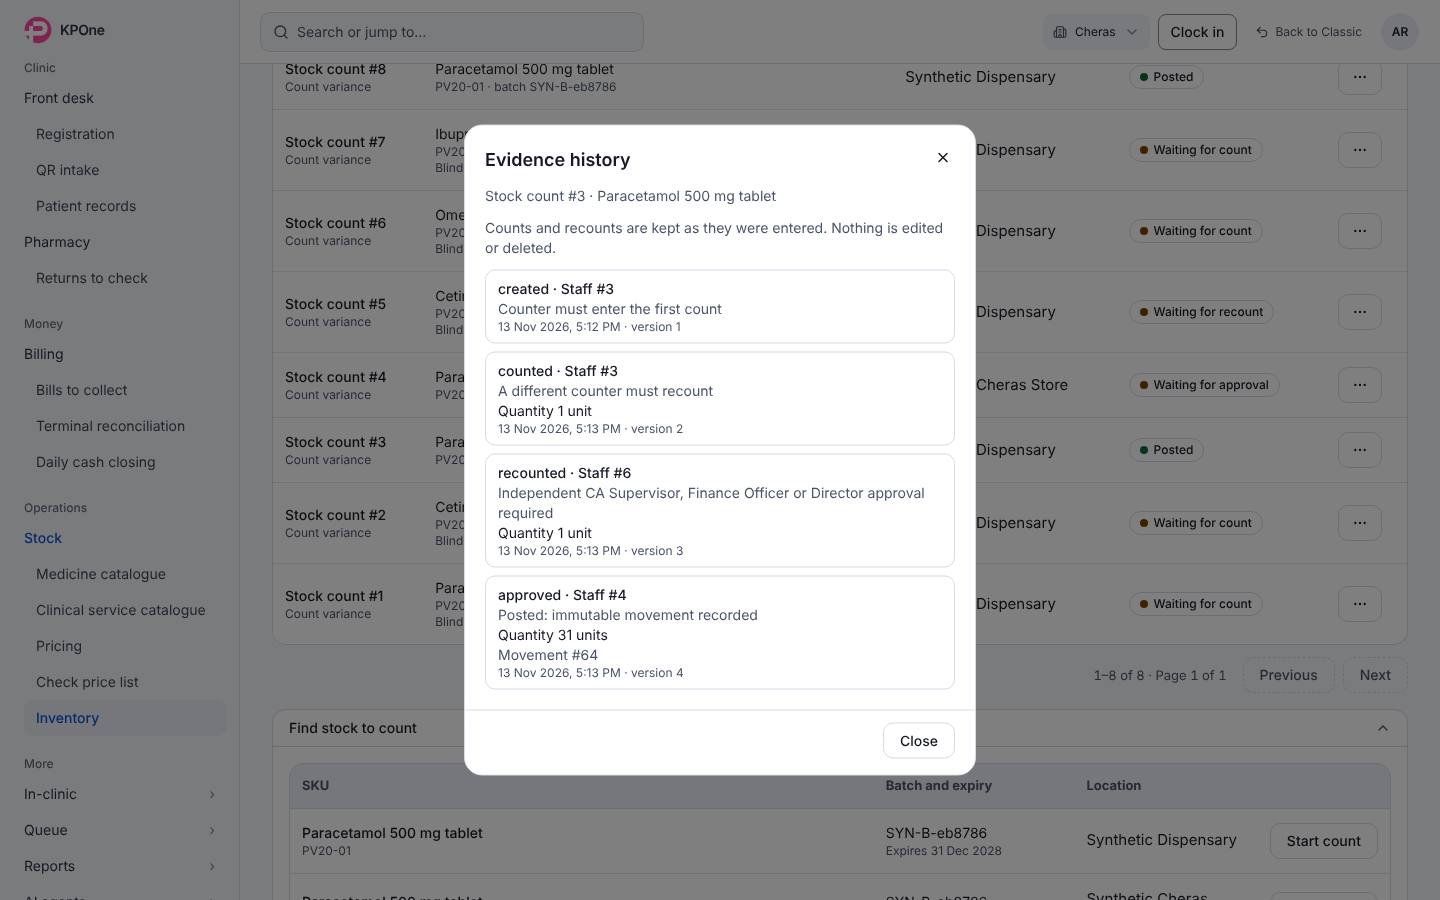 KPOne
Search or jump to...
Cheras
Clock in
Back to Classic
AR
Clinic
Front desk
Registration
QR intake
Patient records
Pharmacy
Returns to check
Money
Billing
Bills to collect
Terminal reconciliation
Daily cash closing
Operations
Stock
Medicine catalogue
Clinical service catalogue
Pricing
Check price list
Inventory
More
In-clinic
Queue
Reports
Stock count #8
Count variance
Paracetamol 500 mg tablet
PV20-01 · batch SYN-B-eb8786
Synthetic Dispensary
Posted
Stock count #7
Count variance
Dispensary
Waiting for count
Stock count #6
Count variance
Dispensary
Waiting for count
Stock count #5
Count variance
Dispensary
Waiting for recount
Stock count #4
Count variance
Cheras Store
Waiting for approval
Stock count #3
Count variance
Dispensary
Posted
Stock count #2
Count variance
Dispensary
Waiting for count
Stock count #1
Count variance
Dispensary
Waiting for count
Evidence history
Stock count #3 · Paracetamol 500 mg tablet
Counts and recounts are kept as they were entered. Nothing is edited
or deleted.
created · Staff #3
Counter must enter the first count
13 Nov 2026, 5:12 PM · version 1
counted · Staff #3
A different counter must recount
Quantity 1 unit
13 Nov 2026, 5:13 PM · version 2
recounted · Staff #6
Independent CA Supervisor, Finance Officer or Director approval
required
Quantity 1 unit
13 Nov 2026, 5:13 PM · version 3
approved · Staff #4
Posted: immutable movement recorded
Quantity 31 units
Movement #64
13 Nov 2026, 5:13 PM · version 4
Close
1–8 of 8 · Page 1 of 1
Previous
Next
Find stock to count
SKU
Batch and expiry
Location
Paracetamol 500 mg tablet
PV20-01
SYN-B-eb8786
Expires 31 Dec 2028
Synthetic Dispensary
Start count
Synthetic Cheras